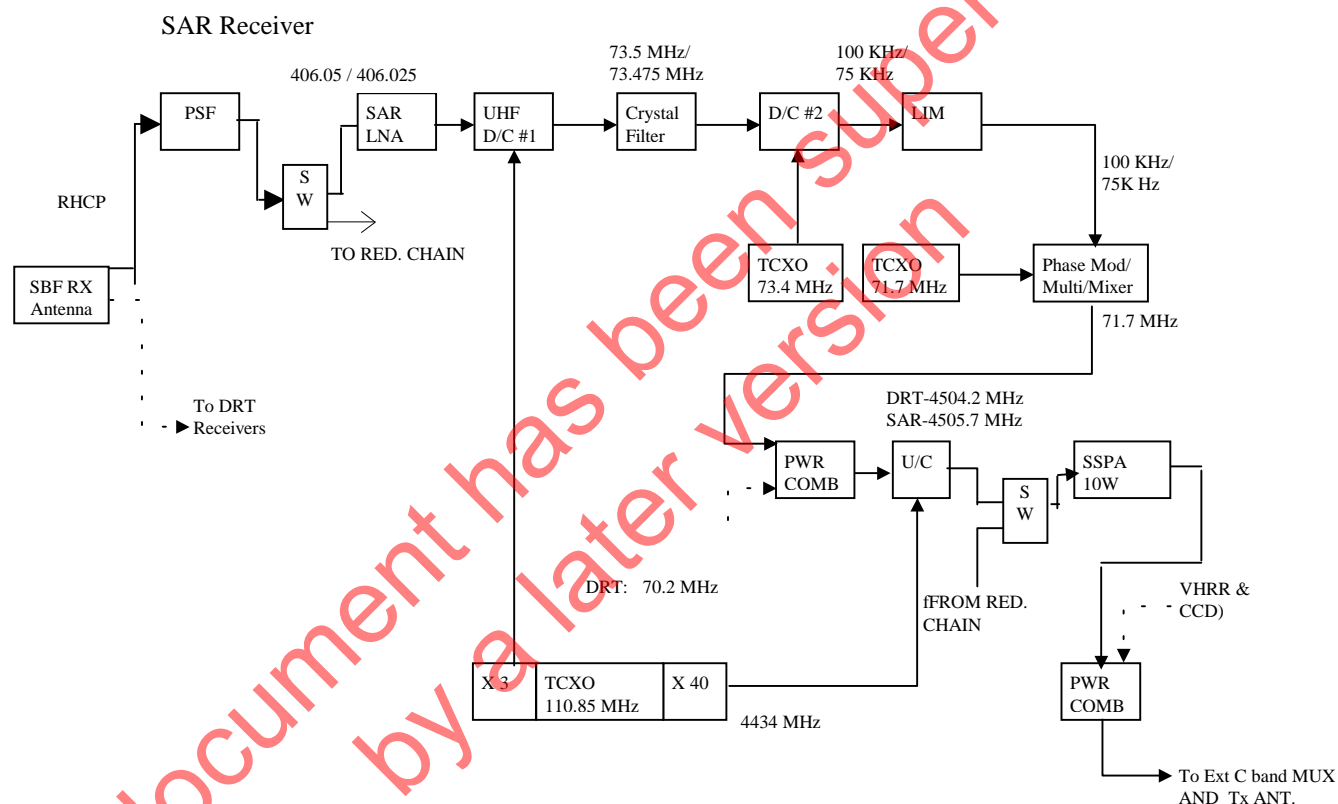 SAR Receiver
406.05 / 406.025
73.5 MHz/
73.475 MHz
100 KHz/
75 KHz
PSF
SAR
LNA
UHF
D/C #1
Crystal
Filter
D/C #2
LIM
S
W
100 KHz/
75K Hz
RHCP
TO RED. CHAIN
SBF RX
Antenna
TCXO
73.4 MHz
TCXO
71.7 MHz
Phase Mod/
Multi/Mixer
71.7 MHz
To DRT
Receivers
DRT-4504.2 MHz
SAR-4505.7 MHz
PWR
COMB
U/C
S
W
SSPA
10W
DRT: 70.2 MHz
fFROM RED.
CHAIN
VHRR &
CCD)
X 3
TCXO
110.85 MHz
X 40
4434 MHz
PWR
COMB
To Ext C band MUX
AND Tx ANT.
document has been super
by a later version